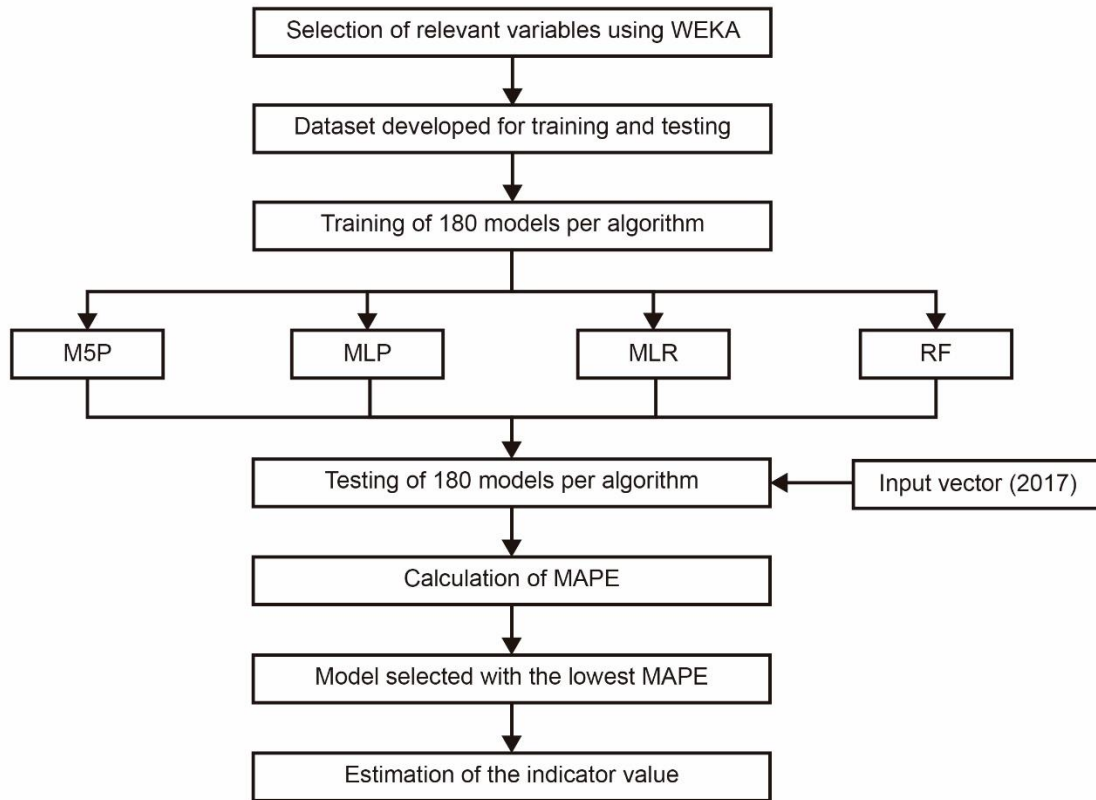 Selection of relevant variables using WEKA
Dataset developed for training and testing
Training of 180 models per algorithm
M5P
MLP
MLR
RF
Testing of 180 models per algorithm
Input vector (2017)
Calculation of MAPE
Model selected with the lowest MAPE
Estimation of the indicator value